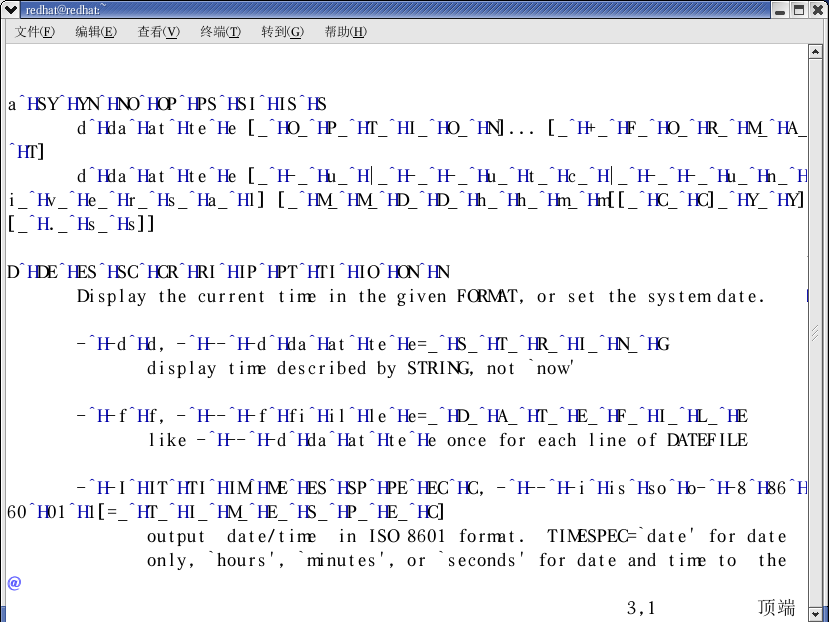 redhat@redhat:~
文件(F) 编辑(E) 查看(V) 终端(T) 转到(G) 帮助(H)
a^HSY^HYN^HNO^HOP^HPS^HSI^HIS^HS
d^Hda^Hat^Hte^He [_^HO_^HP_^HT_^HI_^HO_^HN]... [_^H+_^HF_^HO_^HR_^HM_^HA_
^HT]
d^Hda^Hat^Hte^He [_^H-_^Hu_^H|_^H-_^H-_^Hu_^Ht_^Hc_^H|_^H-_^H-_^Hu_^Hn_^H
i_^Hv_^He_^Hr_^Hs_^Ha_^Hl] [_^HM_^HM_^HD_^HD_^Hh_^Hh_^Hm_^Hm[[_^HC_^HC]_^HY_^HY]
[_^H._^Hs_^Hs]]
D^HDE^HES^HSC^HCR^HRI^HIP^HPT^HTI^HIO^HON^HN
Display the current time in the given FORMAT, or set the system date.
-^H-d^Hd, -^H--^H-d^Hda^Hat^Hte^He=_^HS_^HT_^HR_^HI_^HN_^HG
display time described by STRING, not `now'
-^H-f^Hf, -^H--^H-f^Hfi^Hil^Hle^He=_^HD_^HA_^HT_^HE_^HF_^HI_^HL_^HE
like -^H--^H-d^Hda^Hat^Hte^He once for each line of DATEFILE
-^H-I^HIT^HTI^HIM^HME^HES^HSP^HPE^HEC^HC, -^H--^H-i^His^Hso^Ho-^H-8^H86^H
60^H01^H1[=_^HT_^HI_^HM_^HE_^HS_^HP_^HE_^HC]
output date/time in ISO 8601 format. TIMESPEC=`date' for date
only, `hours', `minutes', or `seconds' for date and time to the
@
3,1 顶端